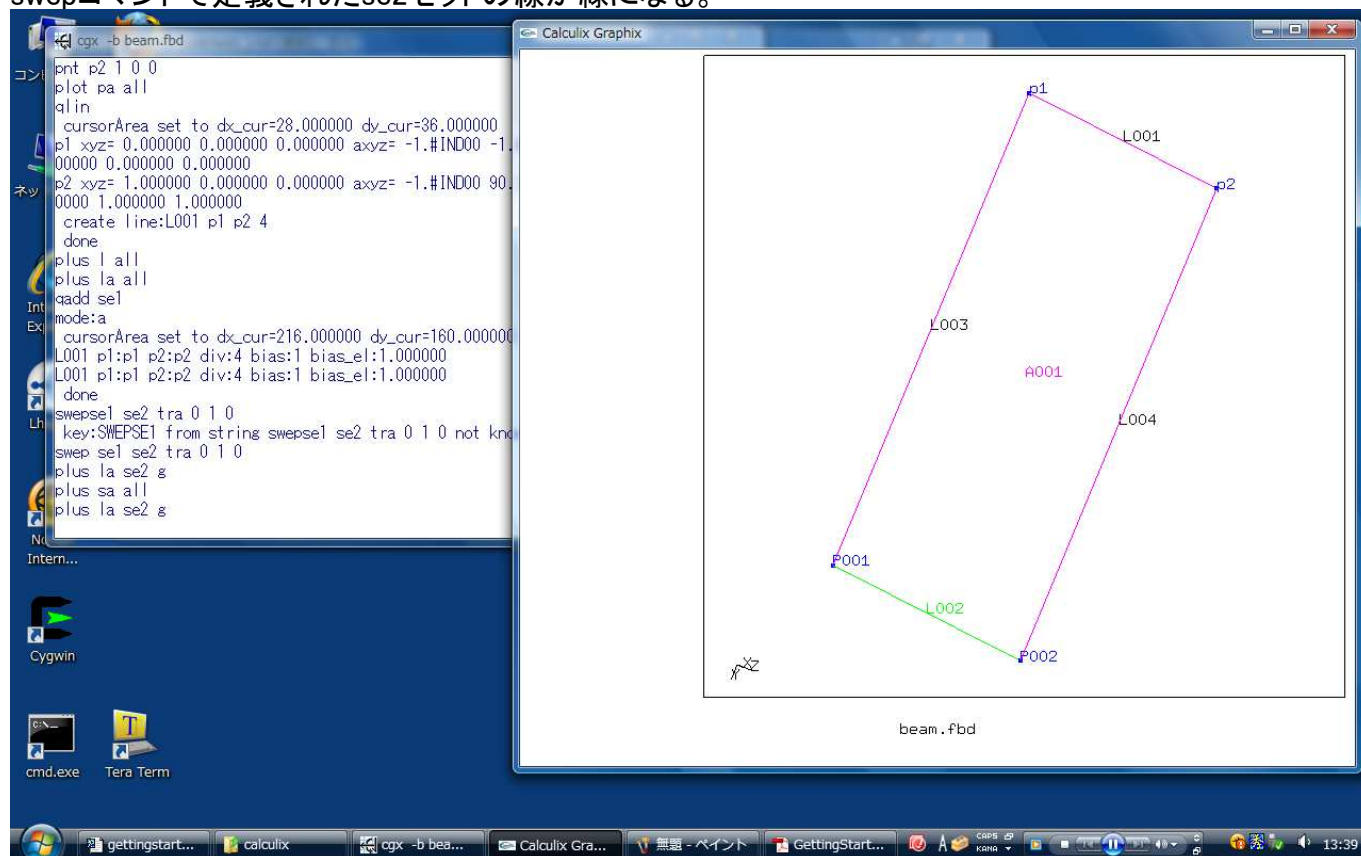 swepコマンドで定義されたse2セットの線が緑になる。
cgx -b beam.fbd
pnt p2 1 0 0
plot pa all
qlin
cursorArea set to dx_cur=28.000000 dy_cur=36.000000
p1 xyz= 0.000000 0.000000 0.000000 axyz= -1.#IND00 -1.
00000 0.000000 0.000000
p2 xyz= 1.000000 0.000000 0.000000 axyz= -1.#IND00 90.
0000 1.000000 1.000000
create line:L001 p1 p2 4
done
plus l all
plus la all
qadd se1
mode:a
cursorArea set to dx_cur=216.000000 dy_cur=160.000000
L001 p1:p1 p2:p2 div:4 bias:1 bias_el:1.000000
L001 p1:p1 p2:p2 div:4 bias:1 bias_el:1.000000
done
swepse1 se2 tra 0 1 0
key:SWEPSE1 from string swepse1 se2 tra 0 1 0 not kno
swep se1 se2 tra 0 1 0
plus la se2 g
plus sa all
plus la se2 g
Calculix Graphix
p1
L001
p2
L003
A001
L004
P001
L002
P002
beam.fbd
コン
ネッ
Int
Ex
Lh
No
Intern...
Cygwin
cmd.exe
Tera Term
gettingstart...
calculix
cgx -b bea...
Calculix Gra...
無題 - ペイント
GettingStart...
A
CAPS
KANA
13:39